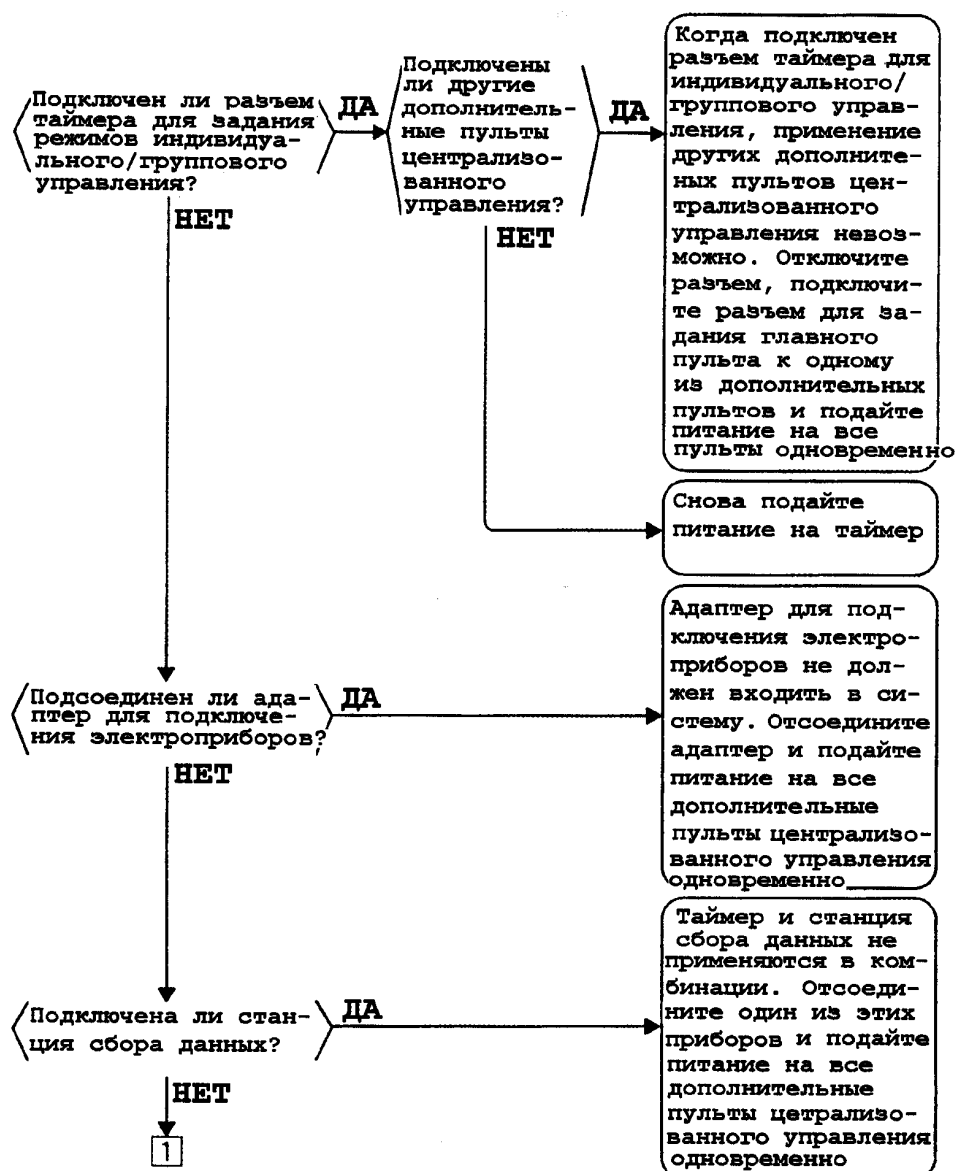 Подключен ли разъем
таймера для задания
режимов индивидуа-
льного/группового
управления?
ДА
НЕТ
Подключены
ли другие
дополнитель-
ные пульты
централизо-
ванного
управления?
ДА
НЕТ
Когда подключен
разъем таймера для
индивидуального/
группового управ-
ления, применение
других дополните-
ных пультов цен-
трализованного
управления невоз-
можно. Отключите
разъем, подключи-
те разъем для за-
дания главного
пульта к одному
из дополнительных
пультов и подайте
питание на все
пульты одновременно
Снова подайте
питание на таймер
Подсоединен ли ада-
птер для подключе-
ния электроприборов?
ДА
НЕТ
Адаптер для под-
ключения электро-
приборов не дол-
жен входить в си-
стему. Отсоедините
адаптер и подайте
питание на все
дополнительные
пульты централизо-
ванного управления
одновременно
Подключена ли стан-
ция сбора данных?
ДА
НЕТ
1
Таймер и станция
сбора данных не
применяются в ком-
бинации. Отсоеди-
ните один из этих
приборов и подайте
питание на все
дополнительные
пульты цетрализо-
ванного управления
одновременно